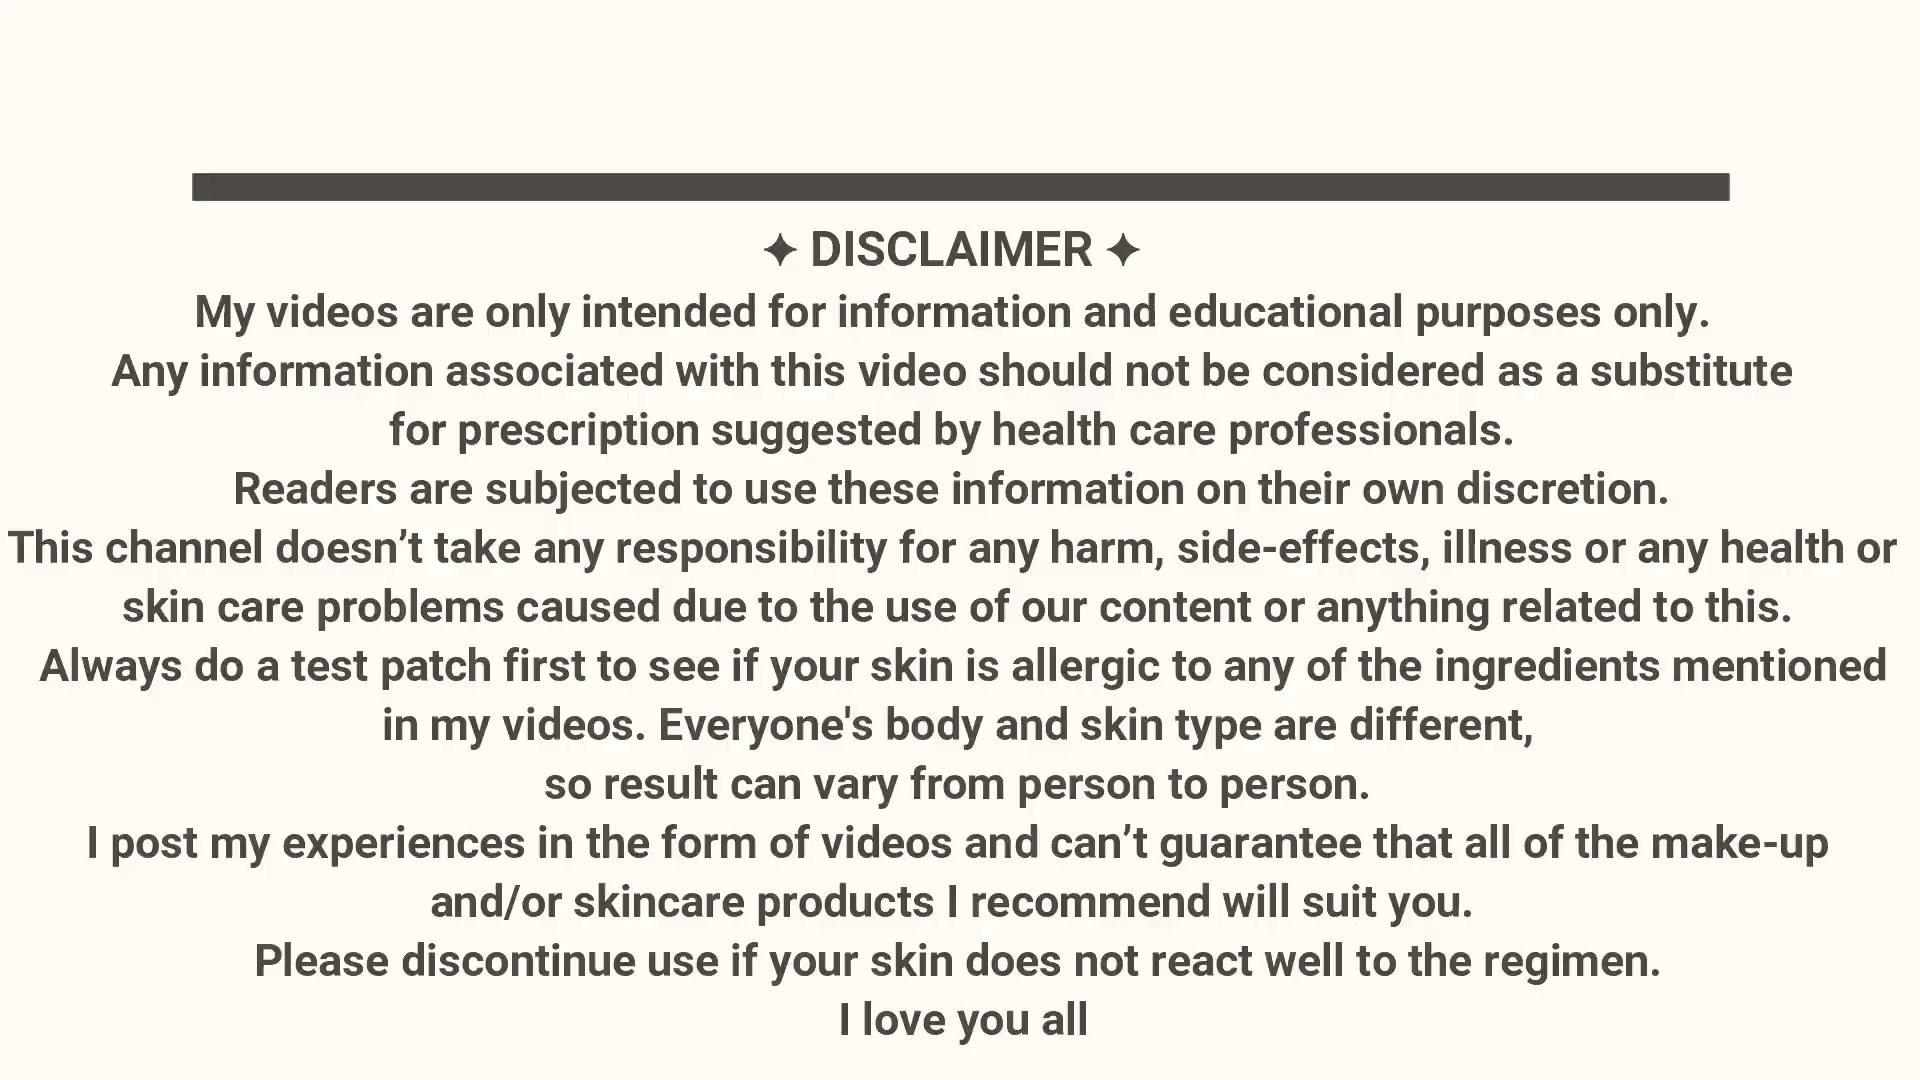 ✦ DISCLAIMER ✦
My videos are only intended for information and educational purposes only.
Any information associated with this video should not be considered as a substitute
for prescription suggested by health care professionals.
Readers are subjected to use these information on their own discretion.
This channel doesn’t take any responsibility for any harm, side-effects, illness or any health or
skin care problems caused due to the use of our content or anything related to this.
Always do a test patch first to see if your skin is allergic to any of the ingredients mentioned
in my videos. Everyone's body and skin type are different,
so result can vary from person to person.
I post my experiences in the form of videos and can’t guarantee that all of the make-up
and/or skincare products I recommend will suit you.
Please discontinue use if your skin does not react well to the regimen.
I love you all